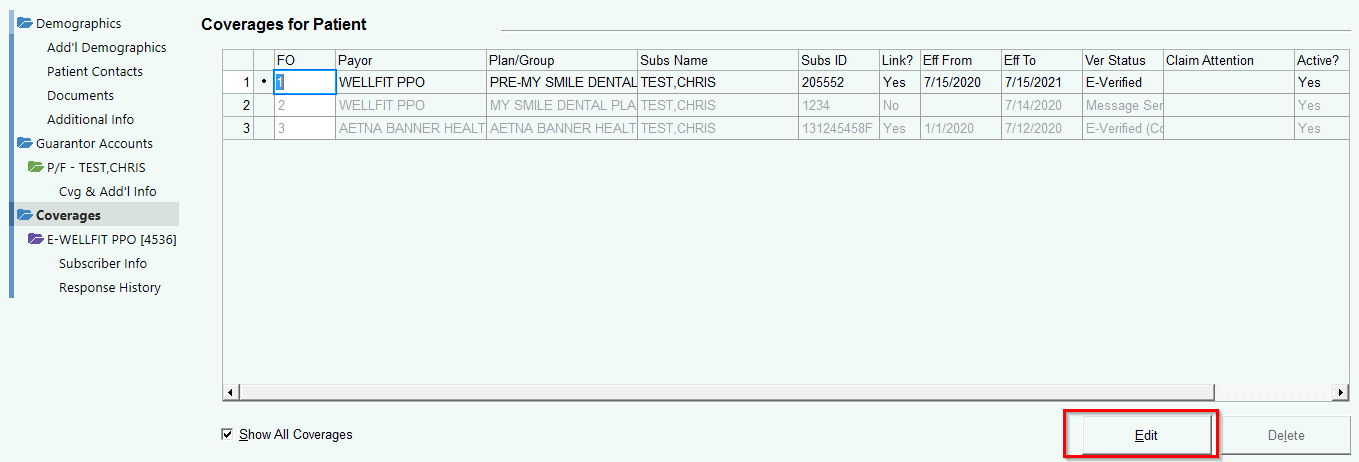 Demographics
Add'l Demographics
Patient Contacts
Documents
Additional Info
Guarantor Accounts
P/F - TEST,CHRIS
Cvg & Add'l Info
Coverages
E-WELLFIT PPO [4536]
Subscriber Info
Response History
Coverages for Patient
FO Payor Plan/Group Subs Name Subs ID Link? Eff From Eff To Ver Status Claim Attention Active?
1 • 1 WELLFIT PPO PRE-MY SMILE DENTAL TEST,CHRIS 205552 Yes 7/15/2020 7/15/2021 E-Verified Yes
2 2 WELLFIT PPO MY SMILE DENTAL PLA TEST,CHRIS 1234 No 7/14/2020 Message Ser Yes
3 3 AETNA BANNER HEALT AETNA BANNER HEALT TEST,CHRIS 131245458F Yes 1/1/2020 7/12/2020 E-Verified (Co Yes
Show All Coverages
Edit Delete